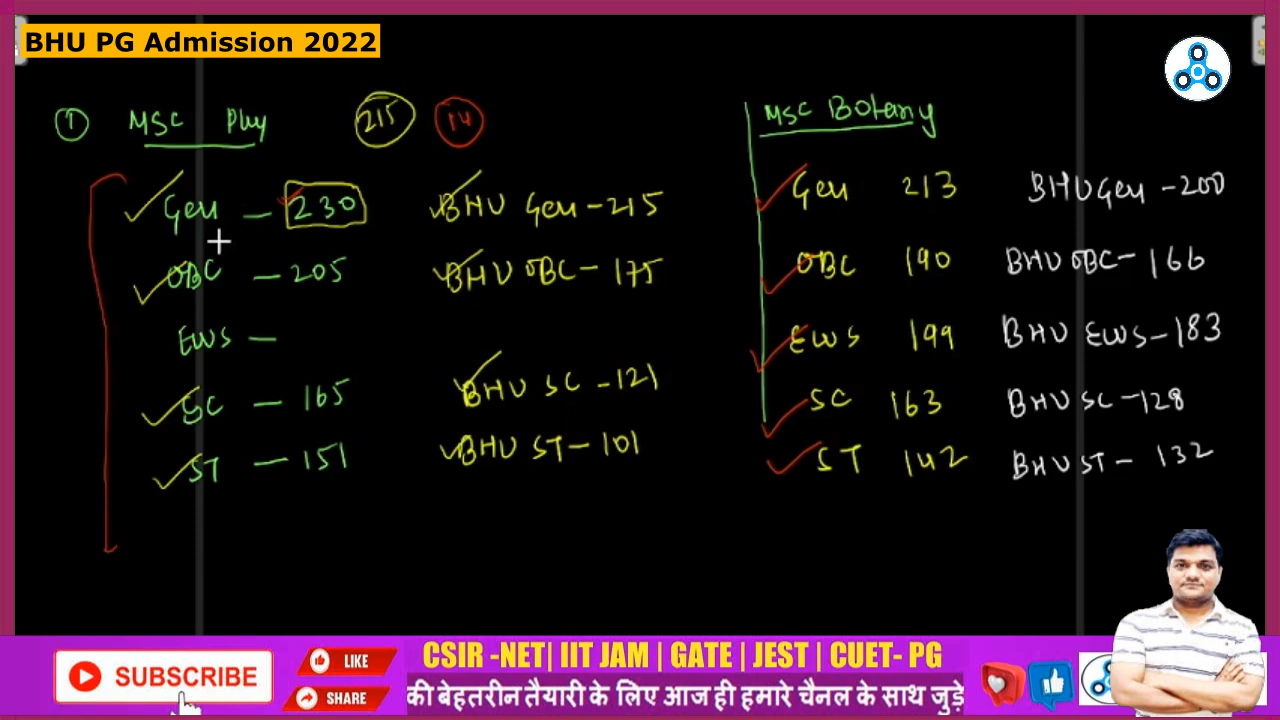 BHU PG Admission 2022
① MSC Phy 215 14
Gen — 230 BHU Gen - 215
OBC — 205 BHU OBC - 175
EWS —
SC — 165 BHU SC - 121
ST — 151 BHU ST - 101
MSC Botany
Gen 213 BHU Gen - 200
OBC 190 BHU OBC - 166
EWS 199 BHU EWS - 183
SC 163 BHU SC - 128
ST 142 BHU ST - 132
SUBSCRIBE
LIKE
SHARE
CSIR -NET| IIT JAM | GATE | JEST | CUET- PG
की बेहतरीन तैयारी के लिए आज ही हमारे चैनल के साथ जुड़े